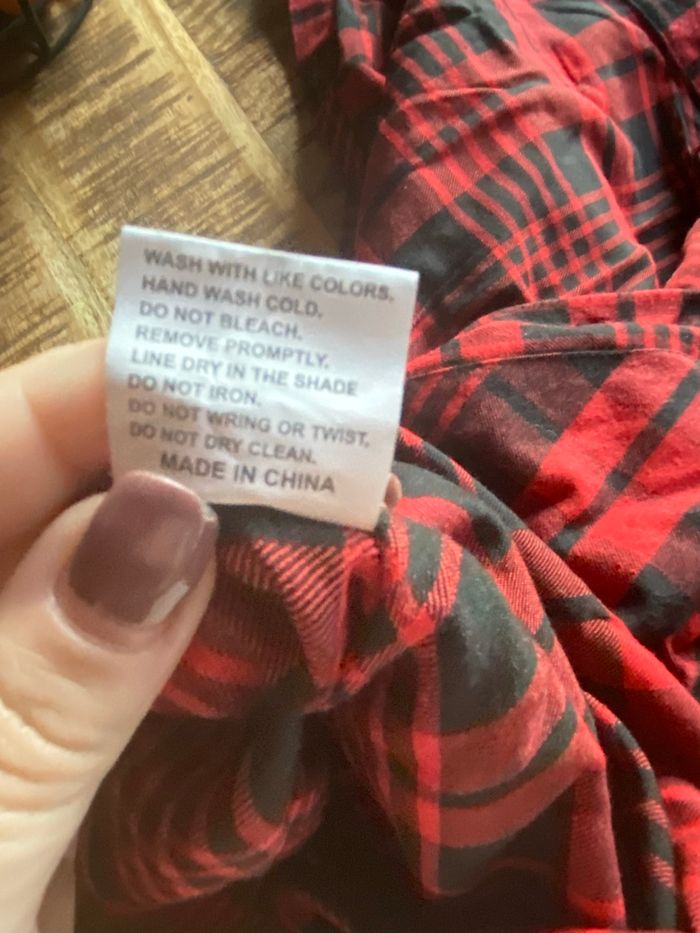 WASH WITH LIKE COLORS.
HAND WASH COLD.
DO NOT BLEACH.
REMOVE PROMPTLY.
LINE DRY IN THE SHADE
DO NOT IRON.
DO NOT WRING OR TWIST.
DO NOT DRY CLEAN.
MADE IN CHINA